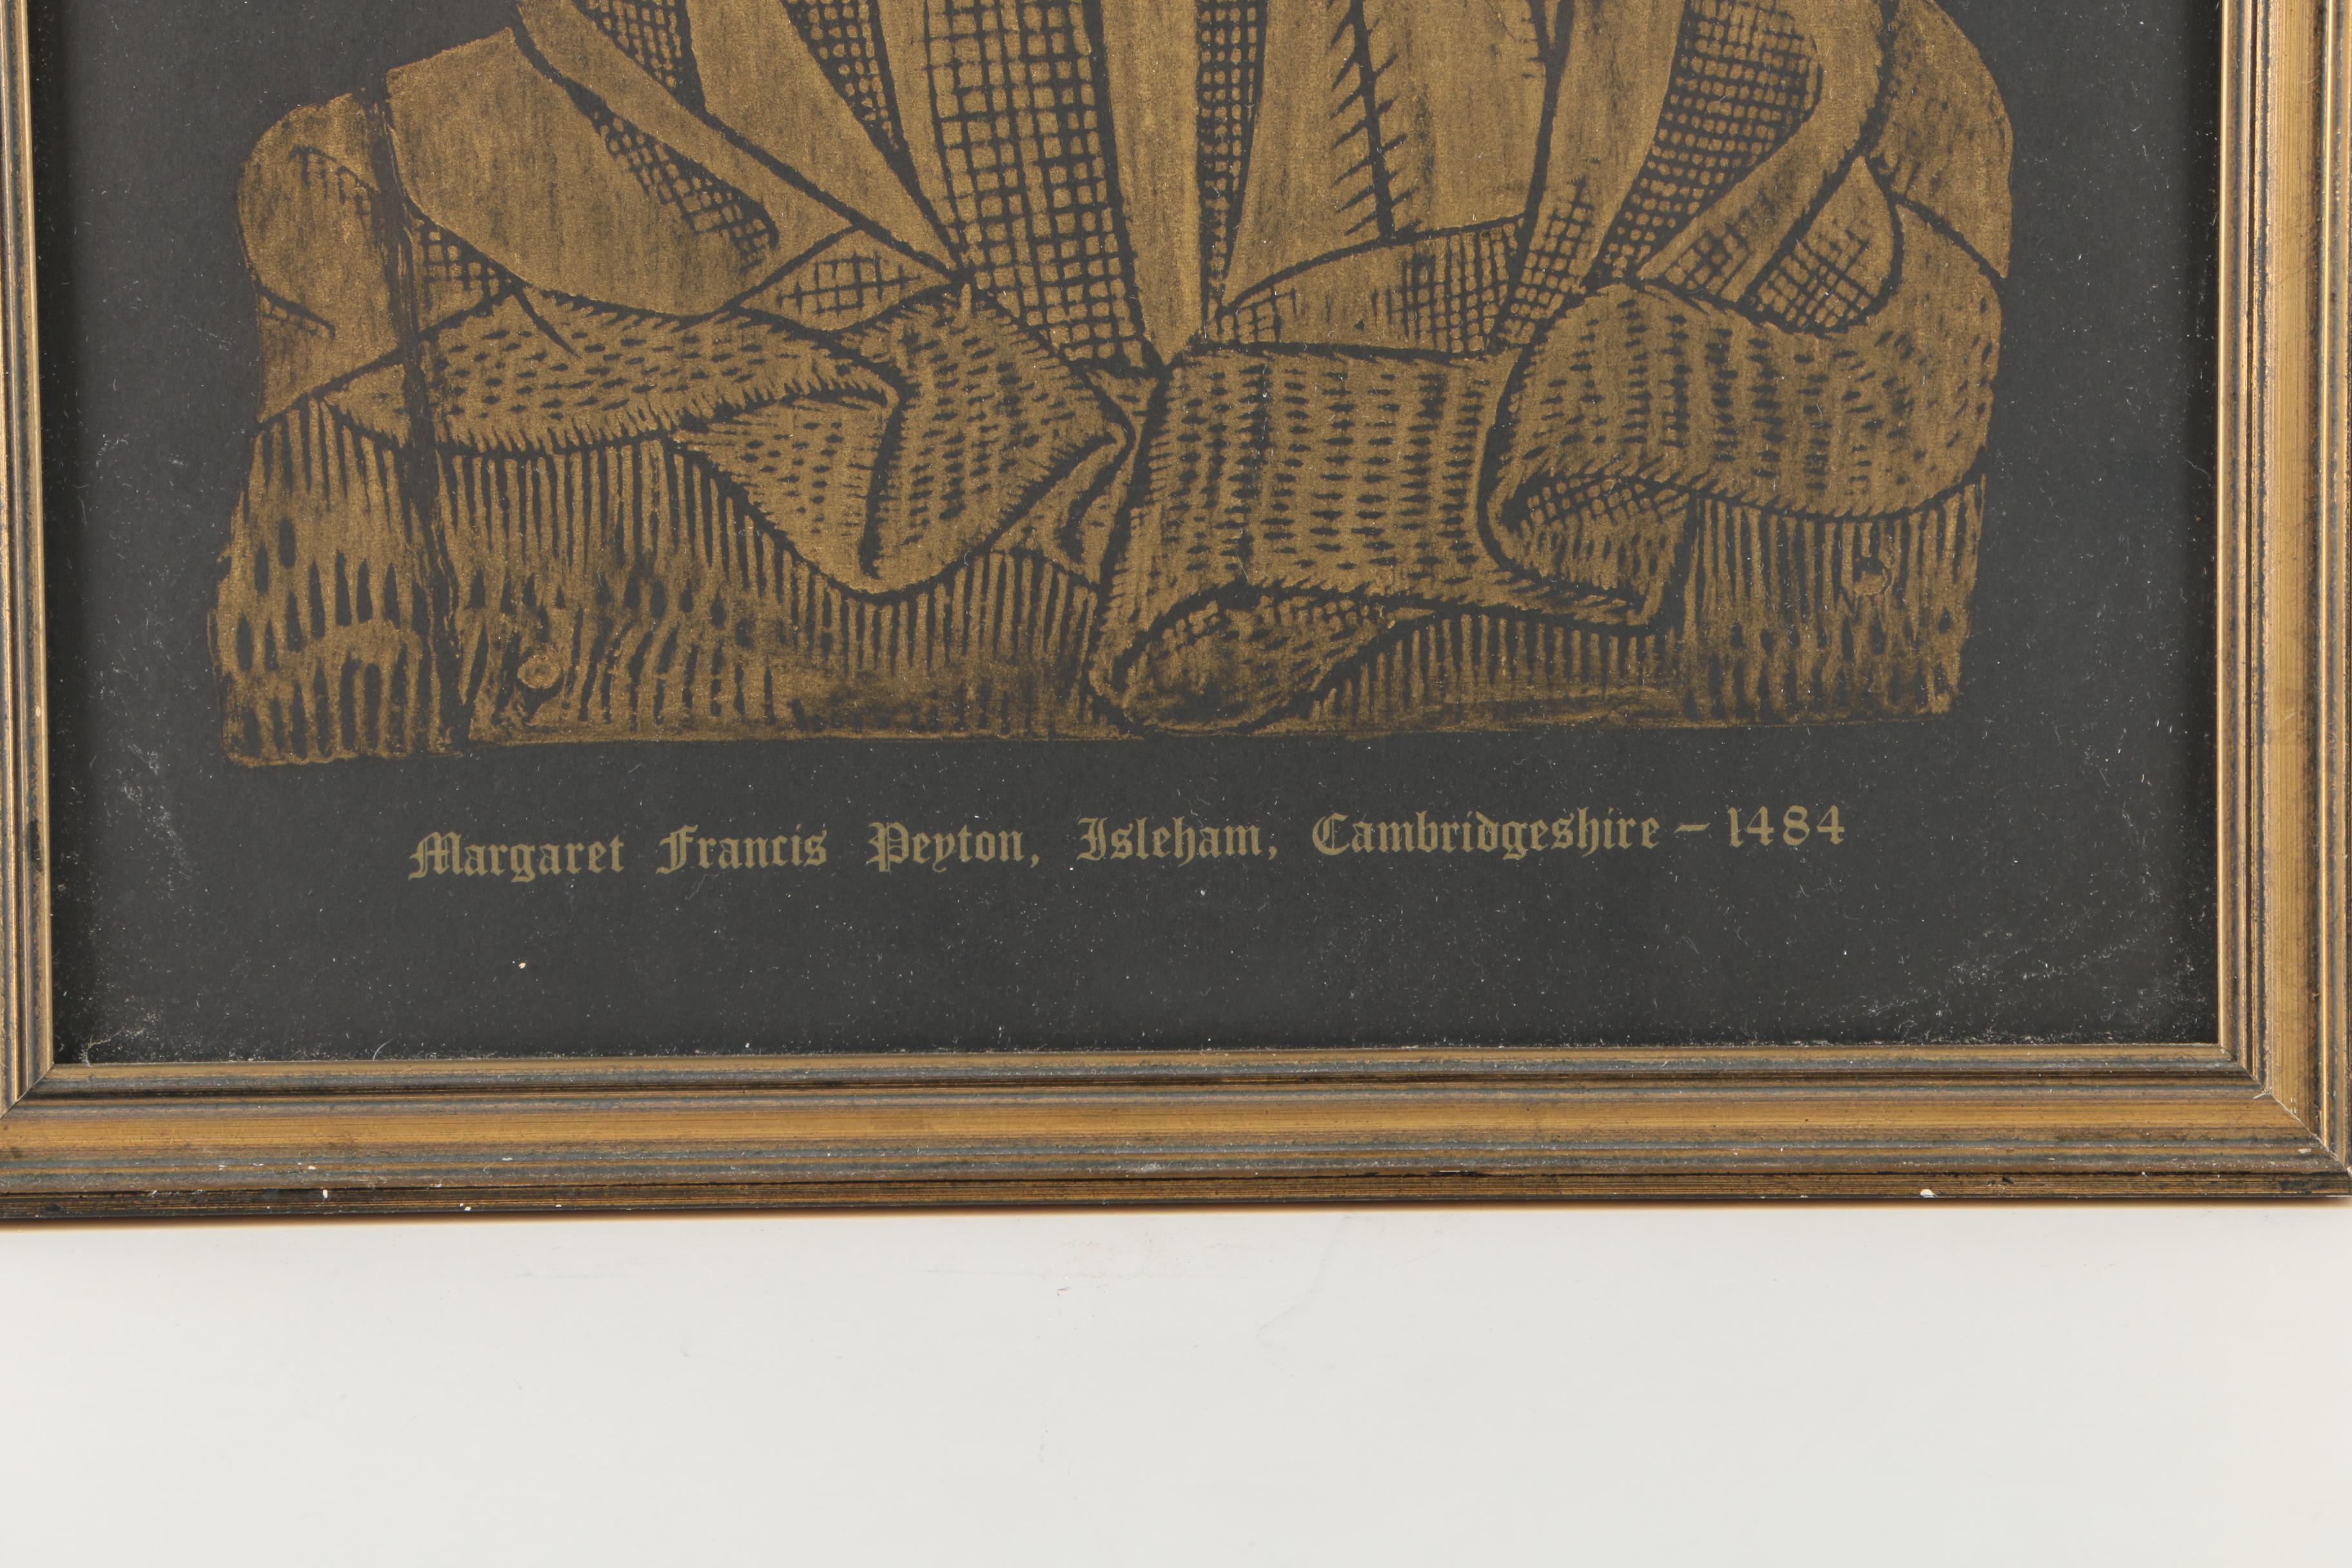 Margaret Francis Peyton, Isleham, Cambridgeshire – 1484